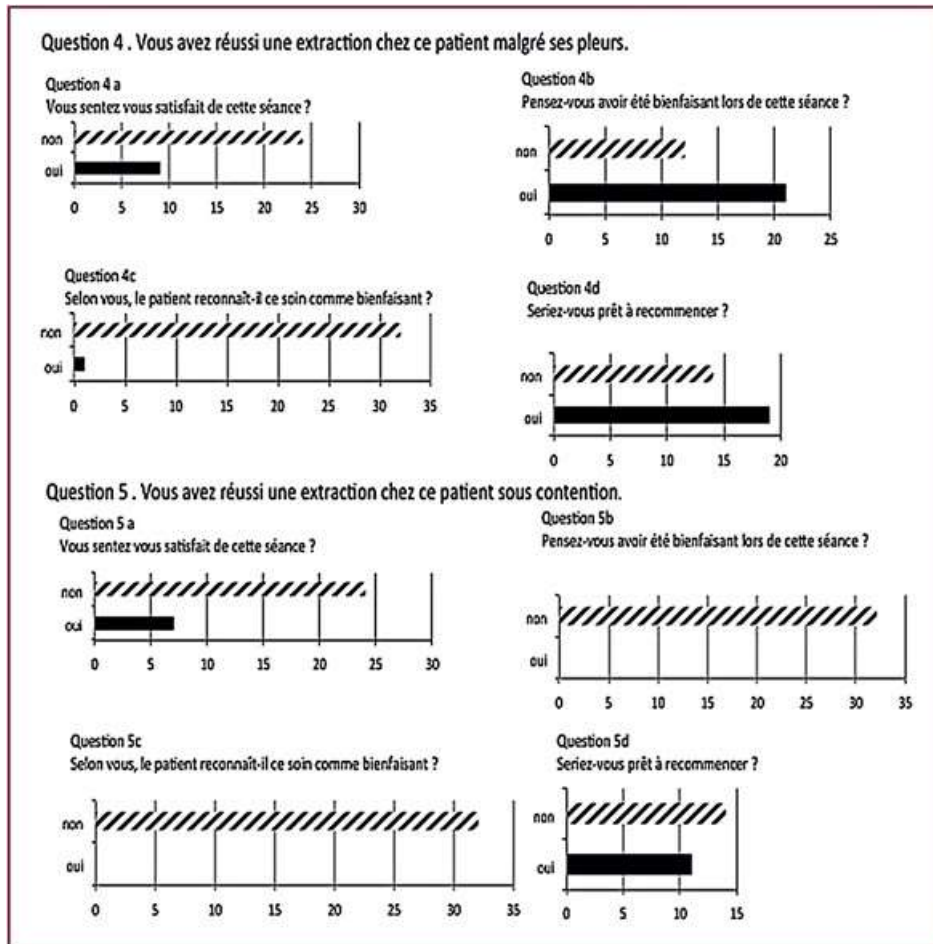 Question 4 . Vous avez réussi une extraction chez ce patient malgré ses pleurs.
Question 4 a
Vous sentez vous satisfait de cette séance ?
non
oui
0 5 10 15 20 25 30
Question 4b
Pensez-vous avoir été bienfaisant lors de cette séance ?
non
oui
0 5 10 15 20 25
Question 4c
Selon vous, le patient reconnaît-il ce soin comme bienfaisant ?
non
oui
0 5 10 15 20 25 30 35
Question 4d
Seriez-vous prêt à recommencer ?
non
oui
0 5 10 15 20
Question 5 . Vous avez réussi une extraction chez ce patient sous contention.
Question 5 a
Vous sentez vous satisfait de cette séance ?
non
oui
0 5 10 15 20 25 30
Question 5b
Pensez-vous avoir été bienfaisant lors de cette séance ?
non
oui
0 5 10 15 20 25 30 35
Question 5c
Selon vous, le patient reconnaît-il ce soin comme bienfaisant ?
non
oui
0 5 10 15 20 25 30 35
Question 5d
Seriez-vous prêt à recommencer ?
non
oui
0 5 10 15